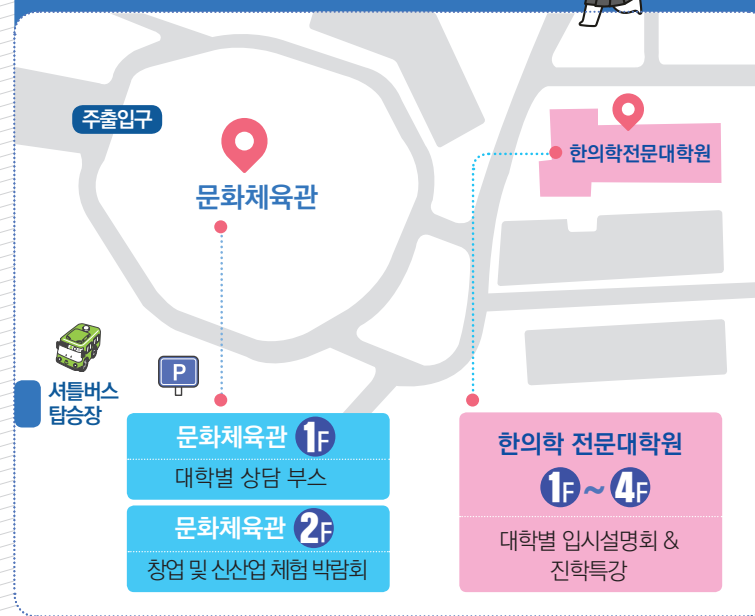 주출입구
문화체육관
한의학전문대학원
셔틀버스
탑승장
P
문화체육관 1F
대학별 상담 부스
문화체육관 2F
창업 및 신산업 체험 박람회
한의학 전문대학원
1F ~ 4F
대학별 입시설명회 &
진학특강